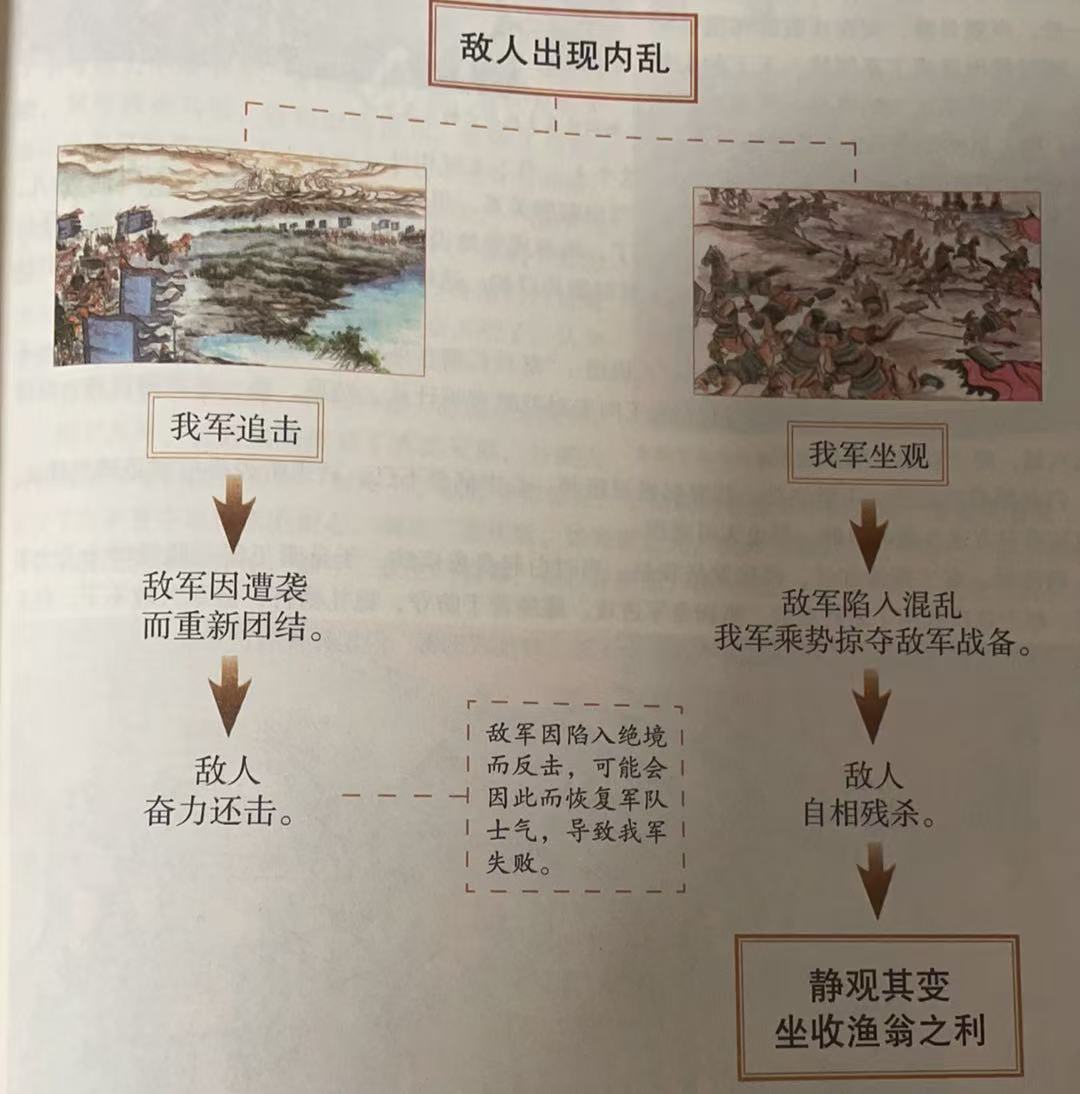 敌人出现内乱
我军追击
敌军因遭袭
而重新团结。
敌人
奋力还击。
敌军因陷入绝境
而反击，可能会
因此而恢复军队
士气，导致我军
失败。
我军坐观
敌军陷入混乱
我军乘势掠夺敌军战备。
敌人
自相残杀。
静观其变
坐收渔翁之利